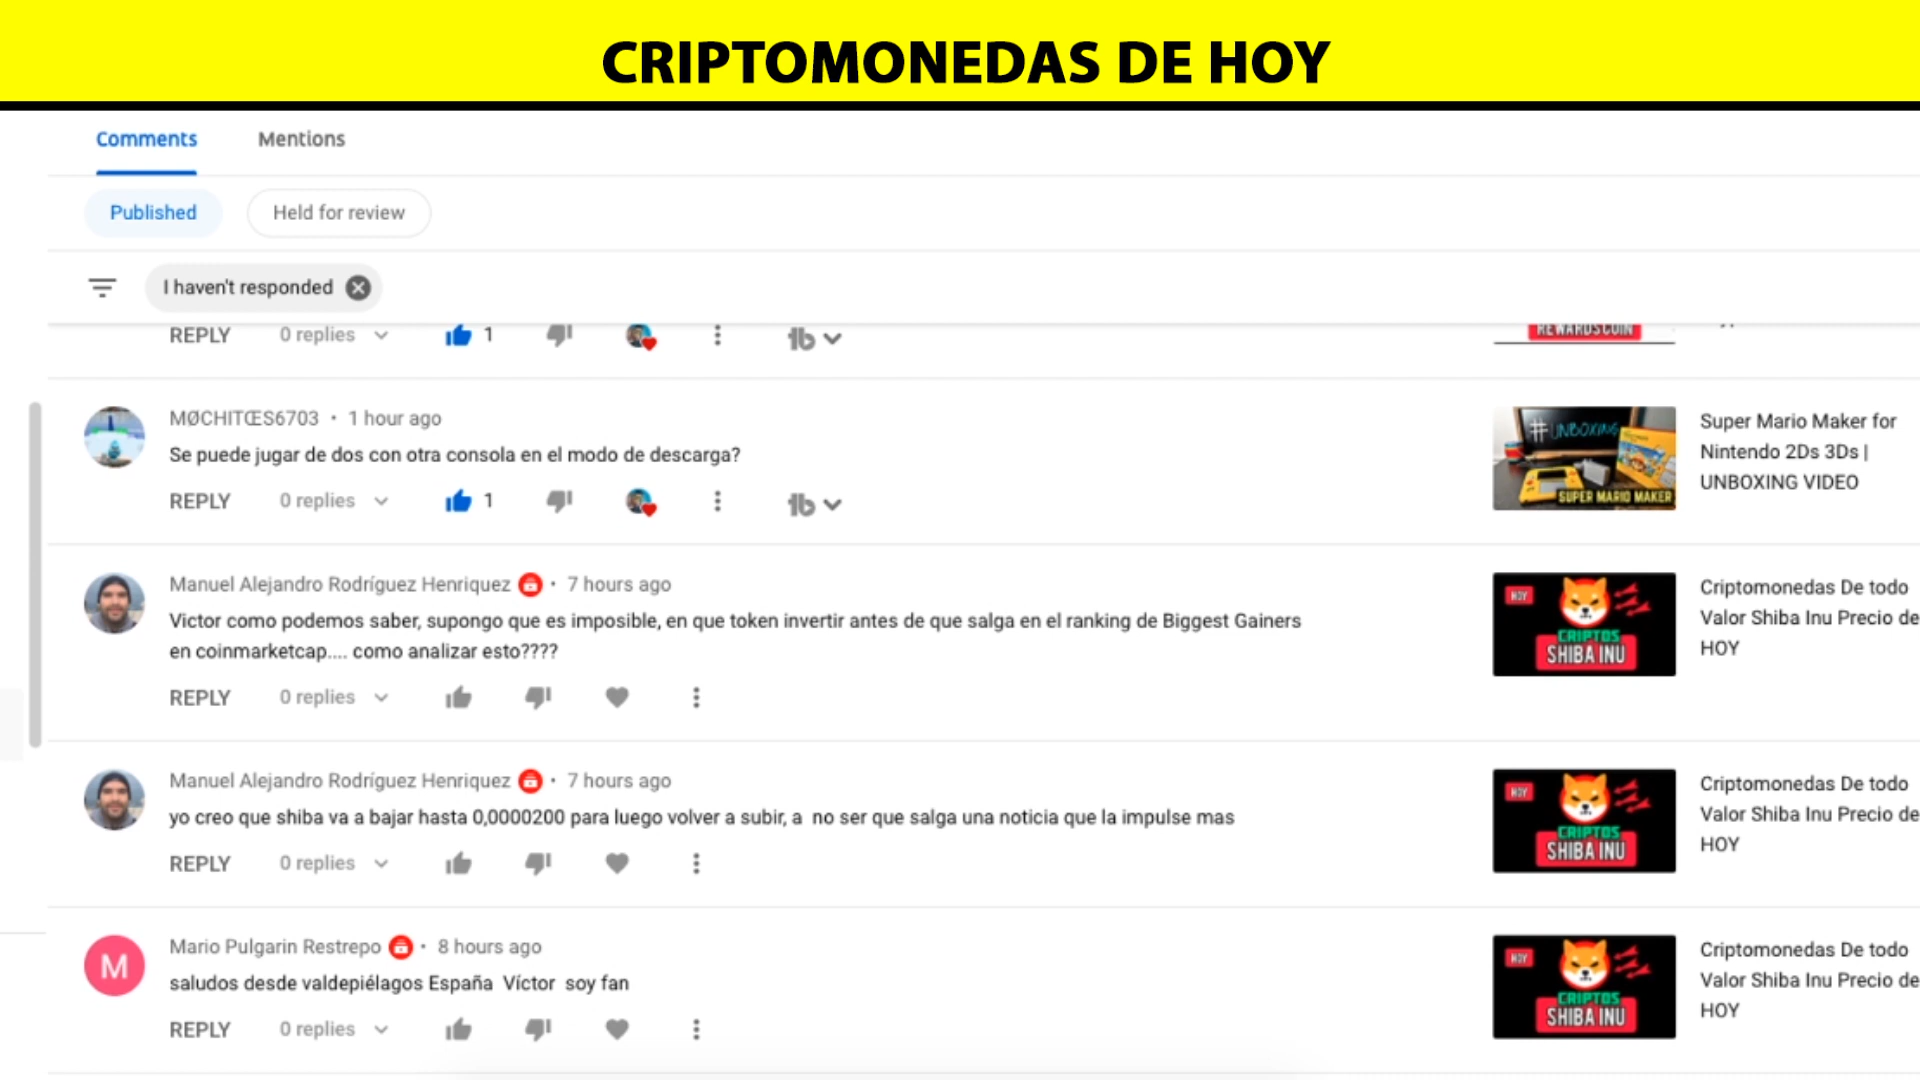 CRIPTOMONEDAS DE HOY
Comments
Mentions
Published
Held for review
I haven't responded
REPLY
0 replies
1
REWARDSCOIN
MØCHITŒS6703 • 1 hour ago
Se puede jugar de dos con otra consola en el modo de descarga?
REPLY
0 replies
1
#UNBOXING
SUPER MARIO MAKER
Super Mario Maker for
Nintendo 2Ds 3Ds |
UNBOXING VIDEO
Manuel Alejandro Rodríguez Henriquez • 7 hours ago
Victor como podemos saber, supongo que es imposible, en que token invertir antes de que salga en el ranking de Biggest Gainers
en coinmarketcap.... como analizar esto????
REPLY
0 replies
HOY
CRIPTOS
SHIBA INU
Criptomonedas De todo
Valor Shiba Inu Precio de
HOY
Manuel Alejandro Rodríguez Henriquez • 7 hours ago
yo creo que shiba va a bajar hasta 0,0000200 para luego volver a subir, a  no ser que salga una noticia que la impulse mas
REPLY
0 replies
HOY
CRIPTOS
SHIBA INU
Criptomonedas De todo
Valor Shiba Inu Precio de
HOY
M
Mario Pulgarin Restrepo • 8 hours ago
saludos desde valdepiélagos España  Víctor  soy fan
REPLY
0 replies
HOY
CRIPTOS
SHIBA INU
Criptomonedas De todo
Valor Shiba Inu Precio de
HOY